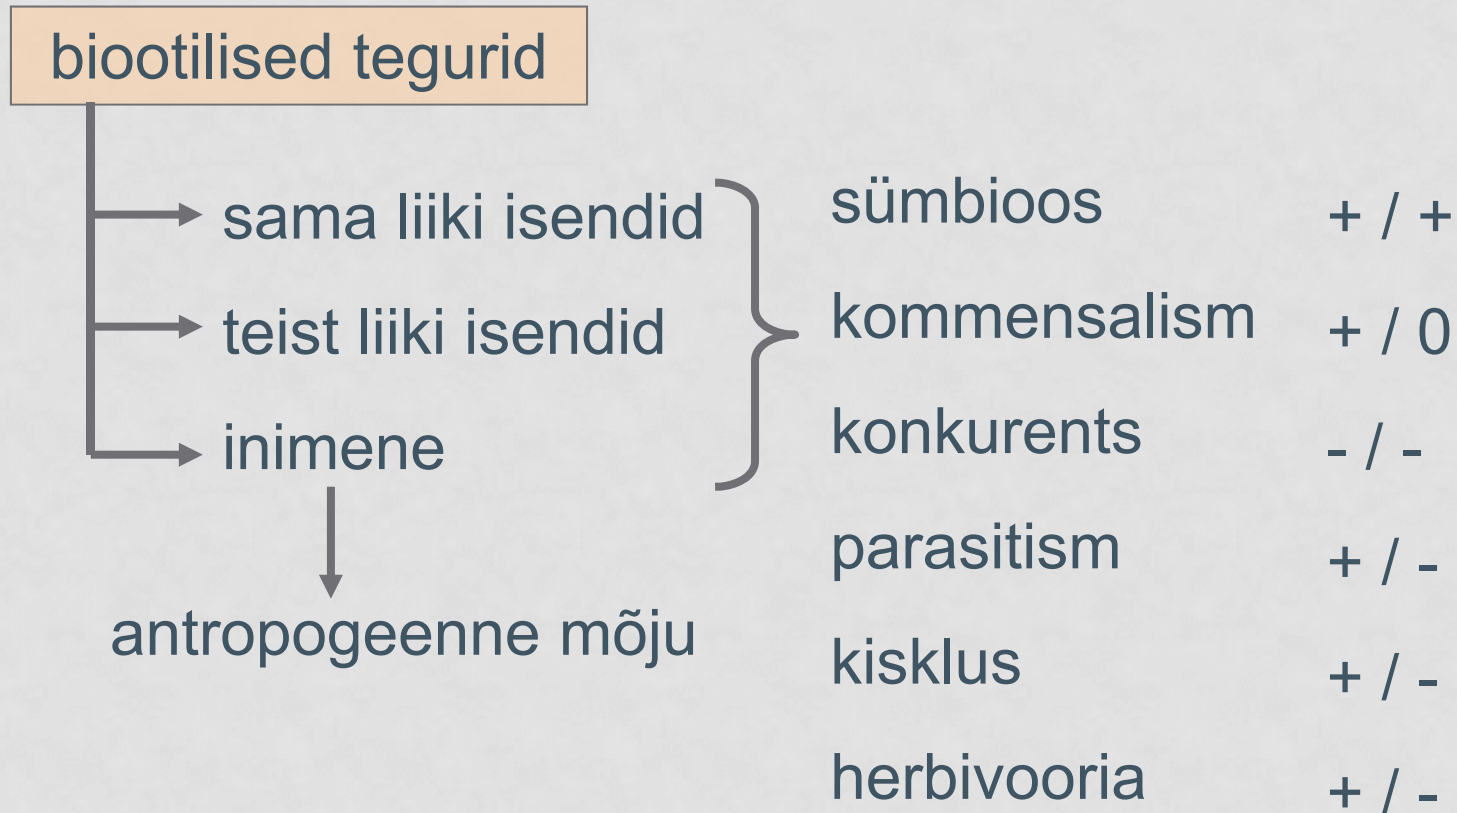 biootilised tegurid
sama liiki isendid
teist liiki isendid
inimene
antropogeenne mõju
sümbioos + / +
kommensalism + / 0
konkurents - / -
parasitism + / -
kisklus + / -
herbivooria + / -